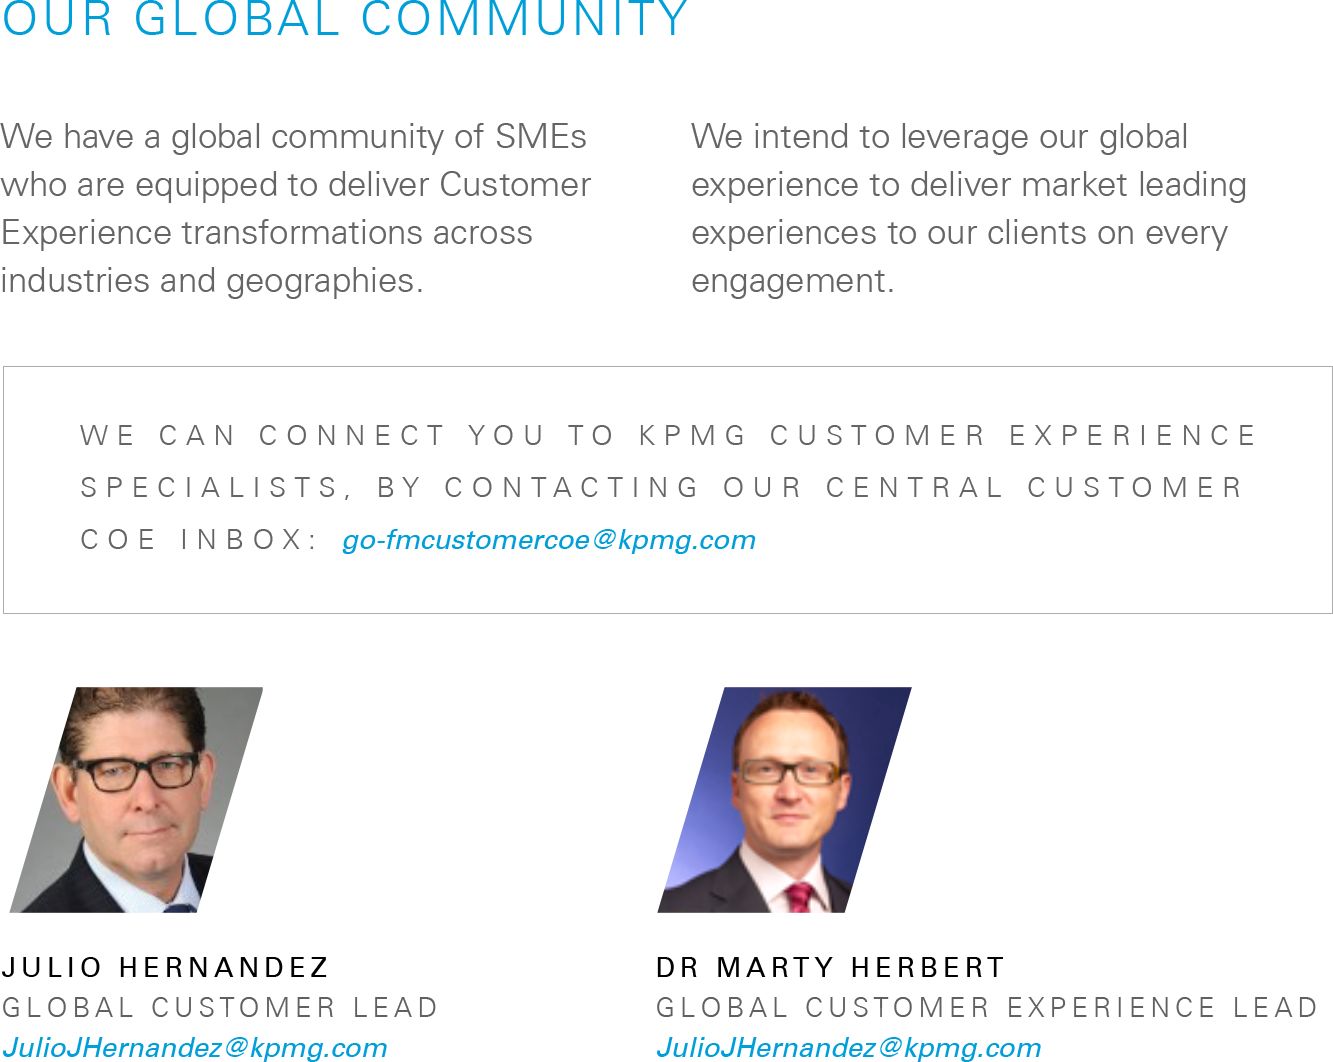 OUR GLOBAL COMMUNITY
We have a global community of SMEs
who are equipped to deliver Customer
Experience transformations across
industries and geographies.
We intend to leverage our global
experience to deliver market leading
experiences to our clients on every
engagement.
WE CAN CONNECT YOU TO KPMG CUSTOMER EXPERIENCE
SPECIALISTS, BY CONTACTING OUR CENTRAL CUSTOMER
COE INBOX: go-fmcustomercoe@kpmg.com
JULIO HERNANDEZ
GLOBAL CUSTOMER LEAD
JulioJHernandez@kpmg.com
DR MARTY HERBERT
GLOBAL CUSTOMER EXPERIENCE LEAD
JulioJHernandez@kpmg.com